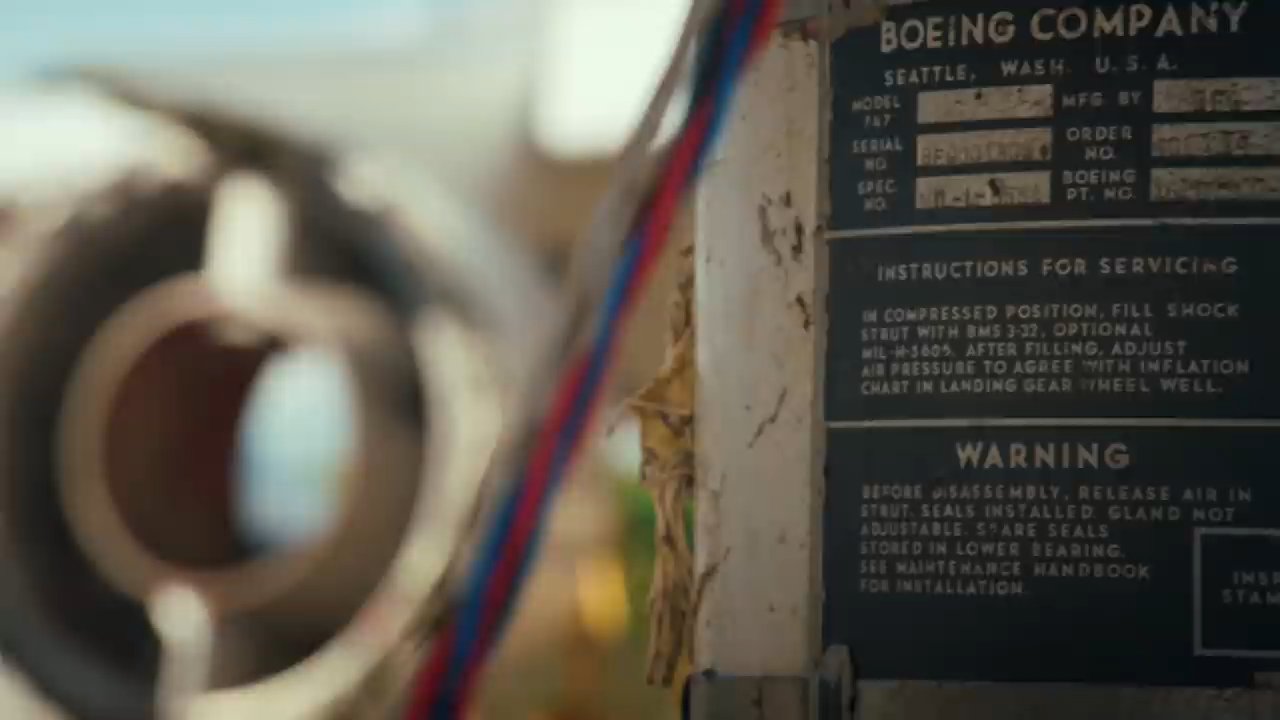 BOEING COMPANY
SEATTLE, WASH. U.S.A.
MODEL
747
MFG BY
SERIAL
NO.
ORDER
NO.
SPEC.
NO.
BOEING
PT. NO.
INSTRUCTIONS FOR SERVICING
IN COMPRESSED POSITION, FILL SHOCK
STRUT WITH BMS 3-32, OPTIONAL
MIL-H-5605. AFTER FILLING, ADJUST
AIR PRESSURE TO AGREE WITH INFLATION
CHART IN LANDING GEAR WHEEL WELL.
WARNING
BEFORE DISASSEMBLY, RELEASE AIR IN
STRUT. SEALS INSTALLED. GLAND NOT
ADJUSTABLE. SPARE SEALS
STORED IN LOWER BEARING.
SEE MAINTENANCE HANDBOOK
FOR INSTALLATION.
INSP
STAM